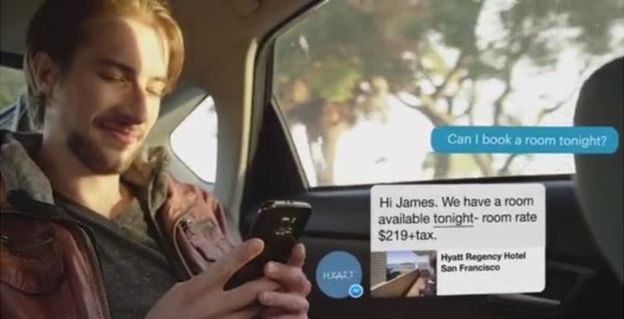 Can I book a room tonight?
Hi James. We have a room
available tonight- room rate
$219+tax.
HYATT
Hyatt Regency Hotel
San Francisco